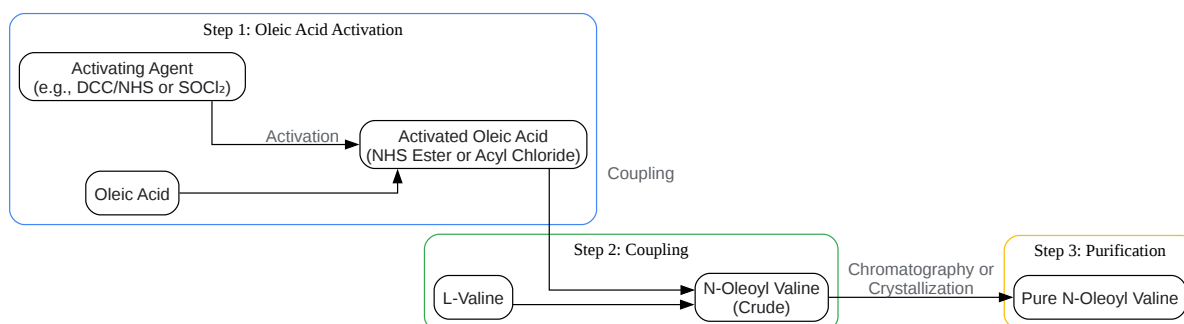 Step 1: Oleic Acid Activation
Activating Agent
(e.g., DCC/NHS or SOCl₂)
Activation
Activated Oleic Acid
(NHS Ester or Acyl Chloride)
Oleic Acid
Coupling
Step 2: Coupling
L-Valine
N-Oleoyl Valine
(Crude)
Chromatography or
Crystallization
Step 3: Purification
Pure N-Oleoyl Valine